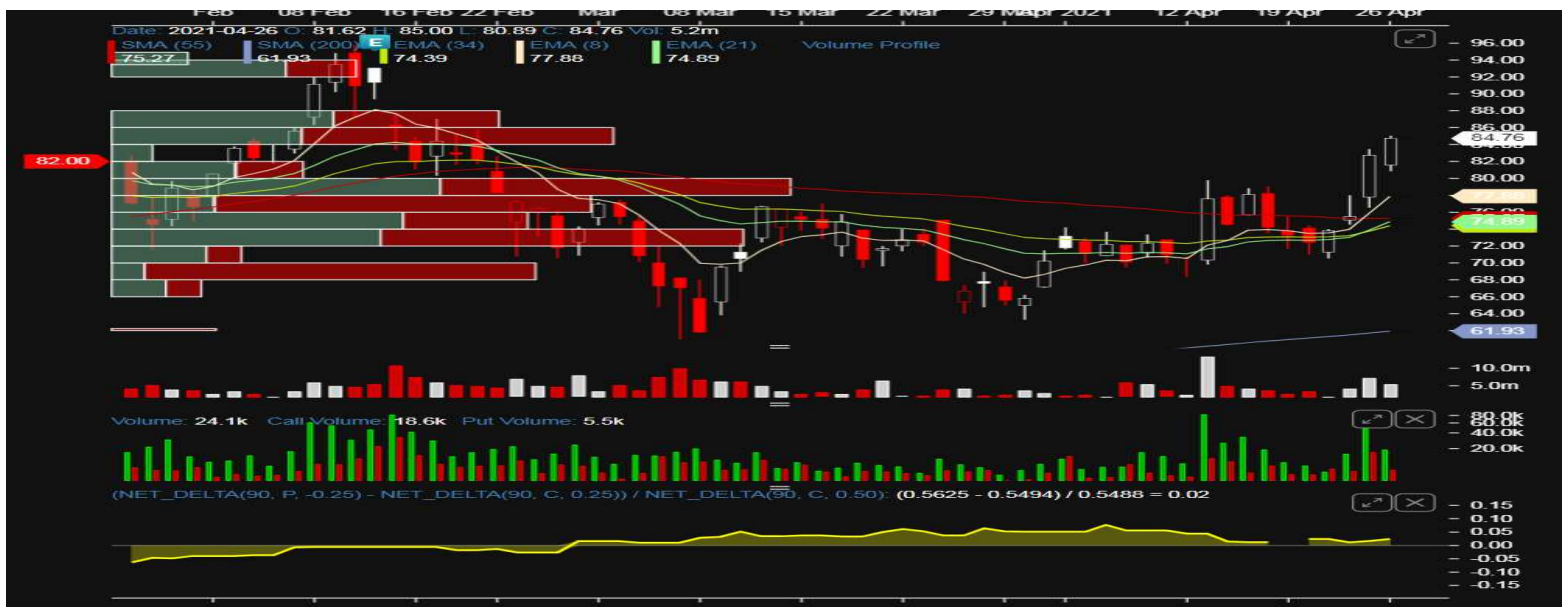 Feb 08 Feb 16 Feb 22 Feb Mar 08 Mar 15 Mar 22 Mar 29 Mar Apr 2021 12 Apr 19 Apr 26 Apr
Date: 2021-04-26 O: 81.62 H: 85.00 L: 80.89 C: 84.76 Vol: 5.2m
SMA (55) SMA (200) E EMA (34) EMA (8) EMA (21) Volume Profile
75.27 61.93 74.39 77.88 74.89
96.00
94.00
92.00
90.00
88.00
86.00
84.76
82.00
82.00
80.00
77.88
74.89
72.00
70.00
68.00
66.00
64.00
61.93
10.0m
5.0m
Volume: 24.1k Call Volume: 18.6k Put Volume: 5.5k
80.0k
60.0k
40.0k
20.0k
(NET_DELTA(90, P, -0.25) - NET_DELTA(90, C, 0.25)) / NET_DELTA(90, C, 0.50): (0.5625 - 0.5494) / 0.5488 = 0.02
0.15
0.10
0.05
0.00
-0.05
-0.10
-0.15